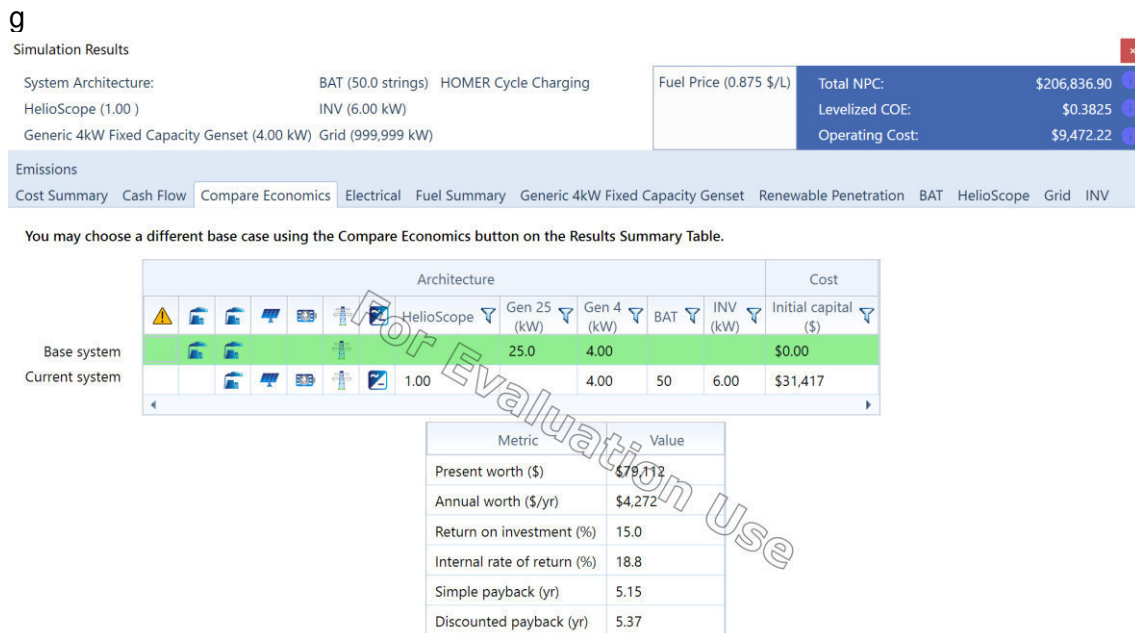 g
Simulation Results
System Architecture: BAT (50.0 strings) HOMER Cycle Charging Fuel Price (0.875 $/L) Total NPC: $206,836.90
HelioScope (1.00 ) INV (6.00 kW) Levelized COE: $0.3825
Generic 4kW Fixed Capacity Genset (4.00 kW) Grid (999,999 kW) Operating Cost: $9,472.22
Emissions
Cost Summary Cash Flow Compare Economics Electrical Fuel Summary Generic 4kW Fixed Capacity Genset Renewable Penetration BAT HelioScope Grid INV
You may choose a different base case using the Compare Economics button on the Results Summary Table.
Architecture Cost
HelioScope Gen 25 (kW) Gen 4 (kW) BAT INV (kW) Initial capital ($)
Base system 25.0 4.00 $0.00
Current system 1.00 4.00 50 6.00 $31,417
Metric Value
Present worth ($) $79,112
Annual worth ($/yr) $4,272
Return on investment (%) 15.0
Internal rate of return (%) 18.8
Simple payback (yr) 5.15
Discounted payback (yr) 5.37
For Evaluation Use